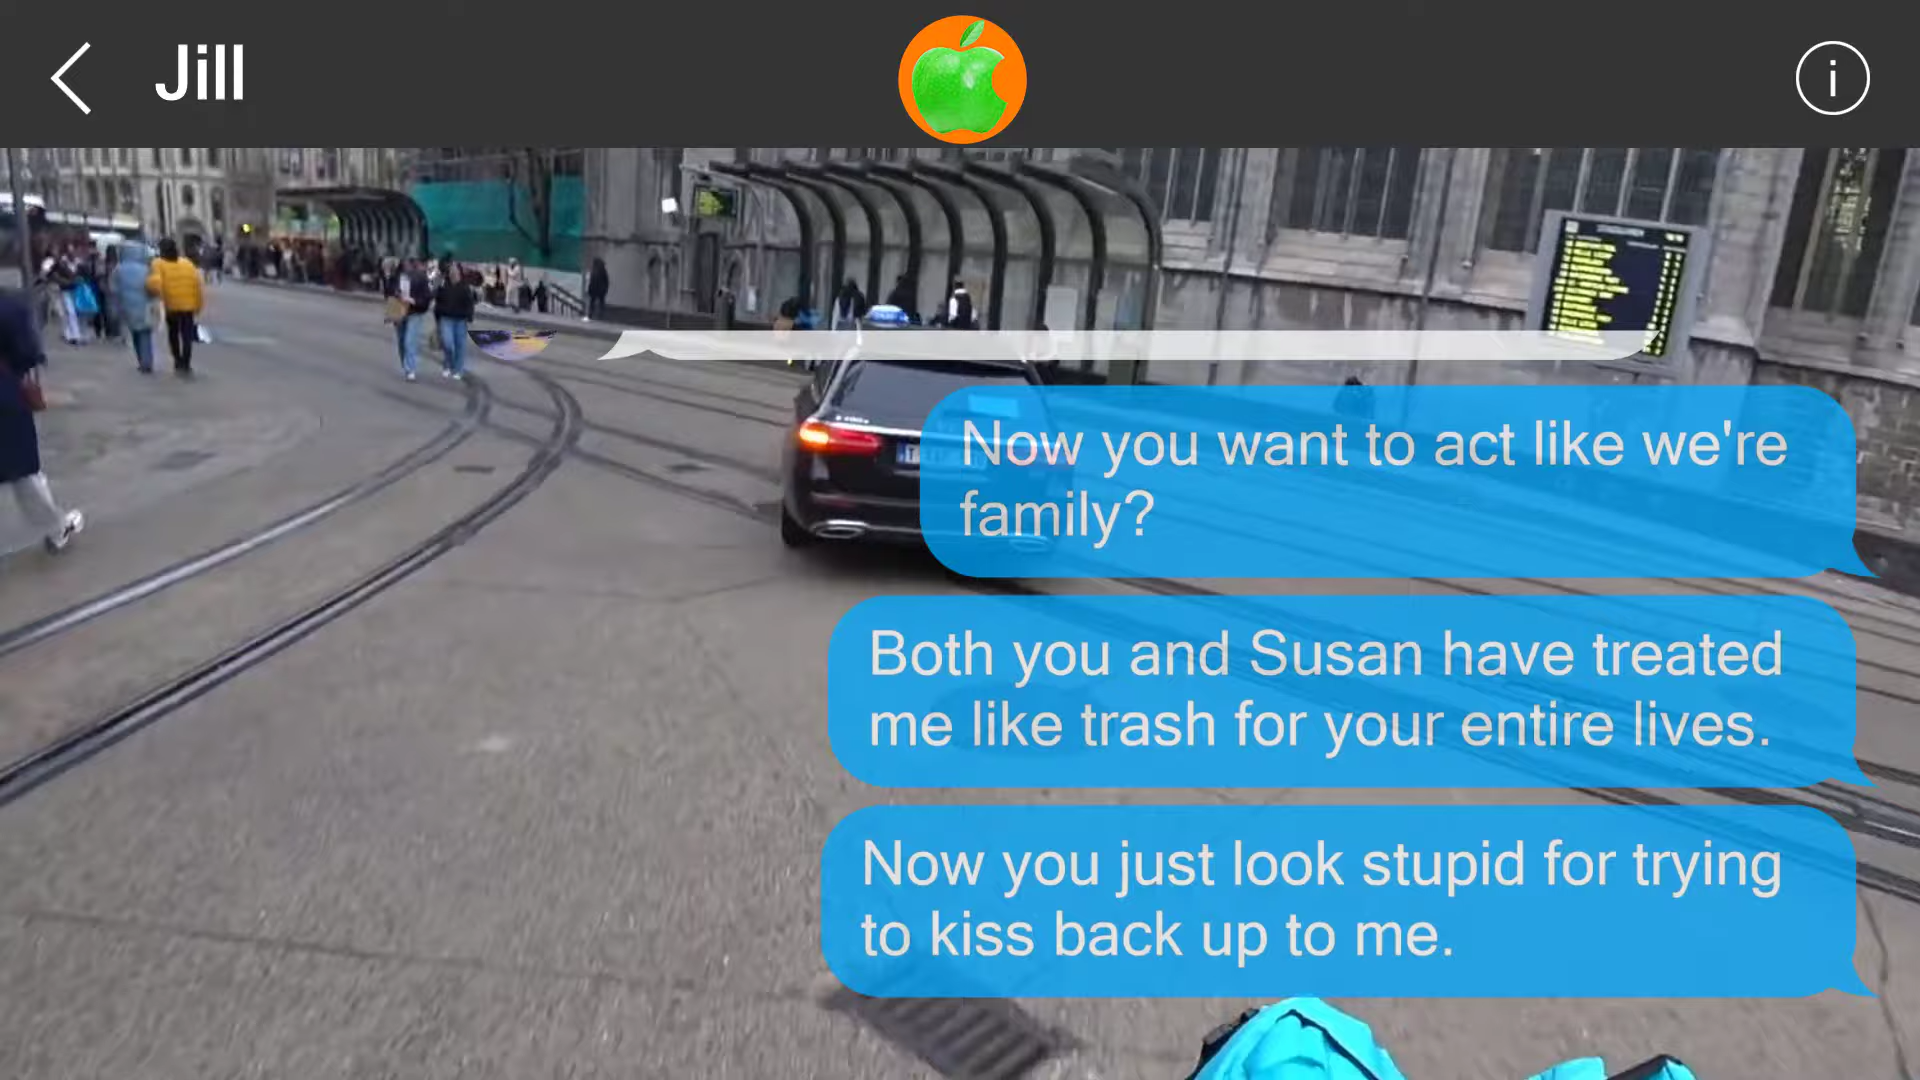 Jill
i
Now you want to act like we're
family?
Both you and Susan have treated
me like trash for your entire lives.
Now you just look stupid for trying
to kiss back up to me.